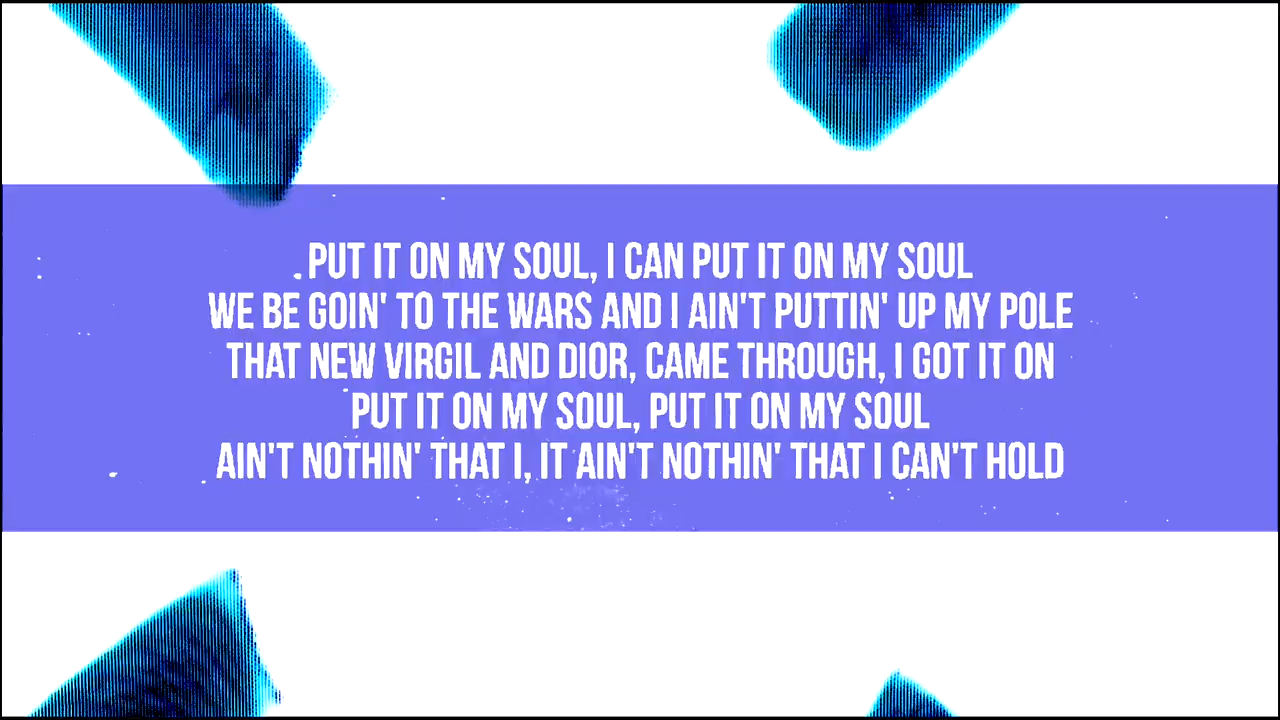 PUT IT ON MY SOUL, I CAN PUT IT ON MY SOUL
WE BE GOIN' TO THE WARS AND I AIN'T PUTTIN' UP MY POLE
THAT NEW VIRGIL AND DIOR, CAME THROUGH, I GOT IT ON
PUT IT ON MY SOUL, PUT IT ON MY SOUL
AIN'T NOTHIN' THAT I, IT AIN'T NOTHIN' THAT I CAN'T HOLD